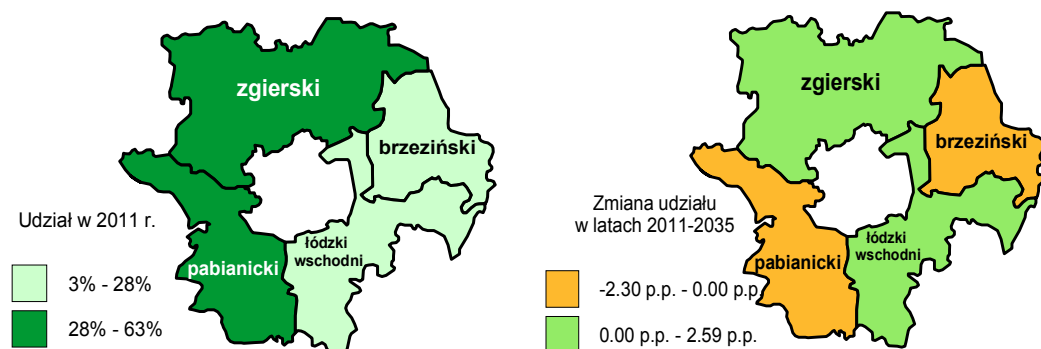 zgierski
brzeziński
Udział w 2011 r.
łódzki
wschodni
pabianicki
3% - 28%
28% - 63%
zgierski
brzeziński
Zmiana udziału
w latach 2011-2035
łódzki
wschodni
pabianicki
-2.30 p.p. - 0.00 p.p.
0.00 p.p. - 2.59 p.p.